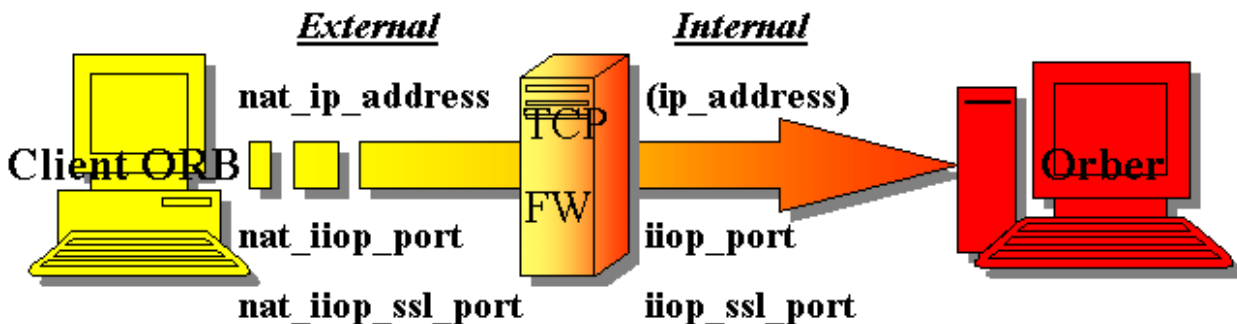 External
Internal
nat_ip_address
(ip_address)
TCP
Client ORB
Orber
FW
nat_iiop_port
iiop_port
nat_iiop_ssl_port
iiop_ssl_port